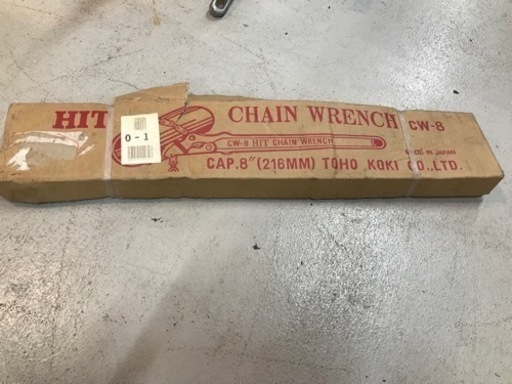 HIT
CHAIN WRENCH CW-8
0-1
CW-8 HIT CHAIN WRENCH
CAP.8"(216MM) TOHO KOKI CO.,LTD.
MADE IN JAPAN